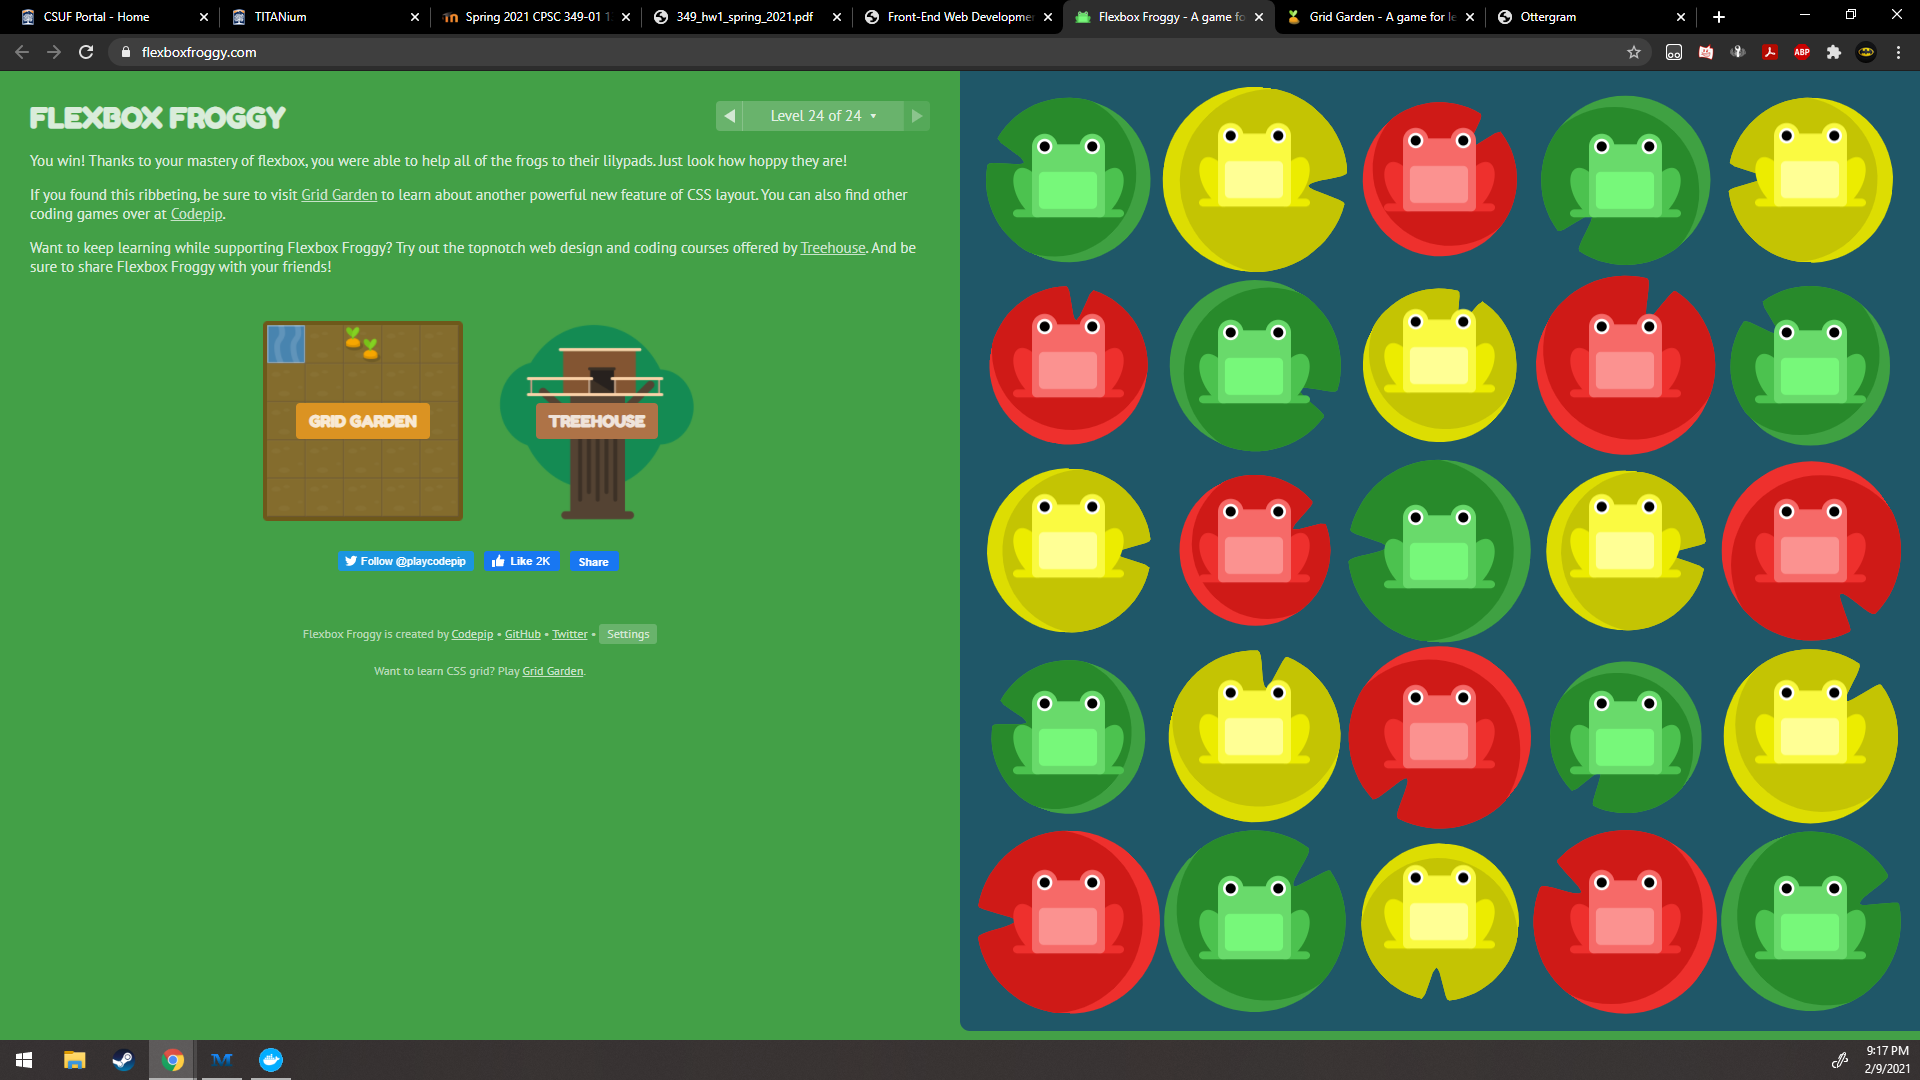 CSUF Portal - Home
TITANium
Spring 2021 CPSC 349-01 1
349_hw1_spring_2021.pdf
Front-End Web Developme
Flexbox Froggy - A game fo
Grid Garden - A game for le
Ottergram
flexboxfroggy.com
ABP
FLEXBOX FROGGY
Level 24 of 24
You win! Thanks to your mastery of flexbox, you were able to help all of the frogs to their lilypads. Just look how hoppy they are!
If you found this ribbeting, be sure to visit Grid Garden to learn about another powerful new feature of CSS layout. You can also find other
coding games over at Codepip.
Want to keep learning while supporting Flexbox Froggy? Try out the topnotch web design and coding courses offered by Treehouse. And be
sure to share Flexbox Froggy with your friends!
GRID GARDEN
TREEHOUSE
Follow @playcodepip
Like 2K
Share
Flexbox Froggy is created by Codepip • GitHub • Twitter • Settings
Want to learn CSS grid? Play Grid Garden.
9:17 PM
2/9/2021